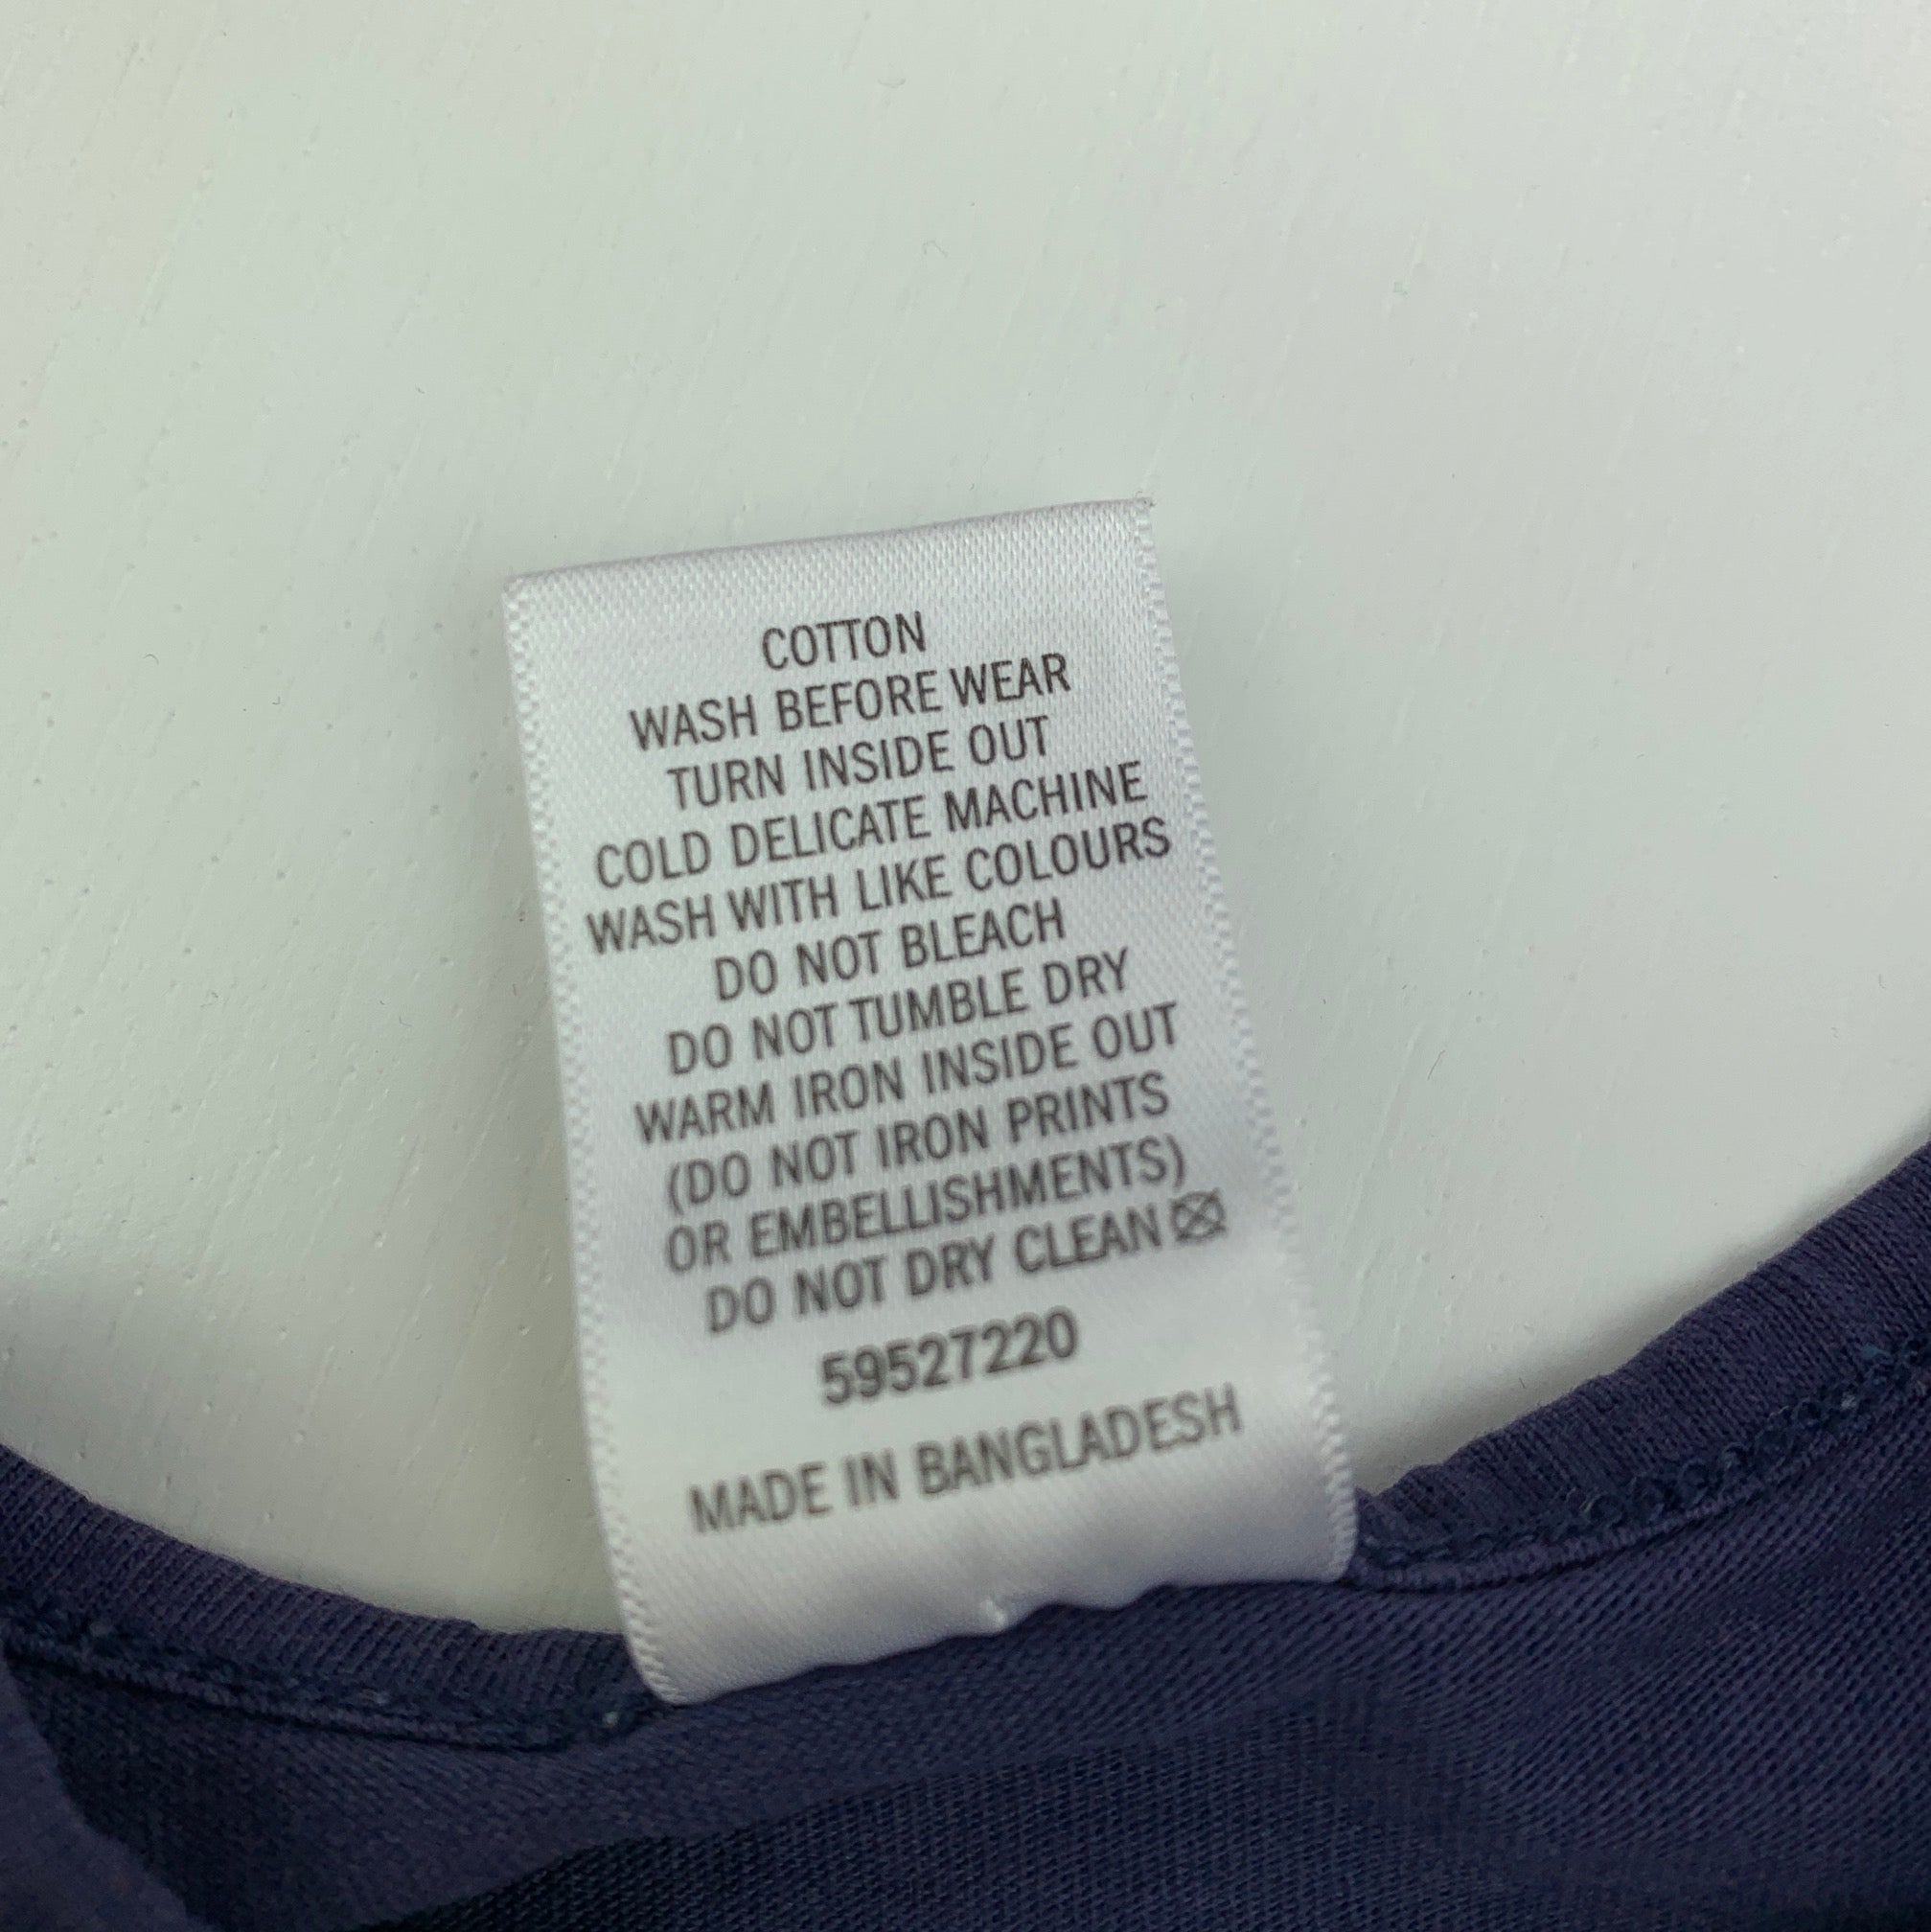 COTTON
WASH BEFORE WEAR
TURN INSIDE OUT
COLD DELICATE MACHINE
WASH WITH LIKE COLOURS
DO NOT BLEACH
DO NOT TUMBLE DRY
WARM IRON INSIDE OUT
(DO NOT IRON PRINTS
OR EMBELLISHMENTS)
DO NOT DRY CLEAN
59527220
MADE IN BANGLADESH